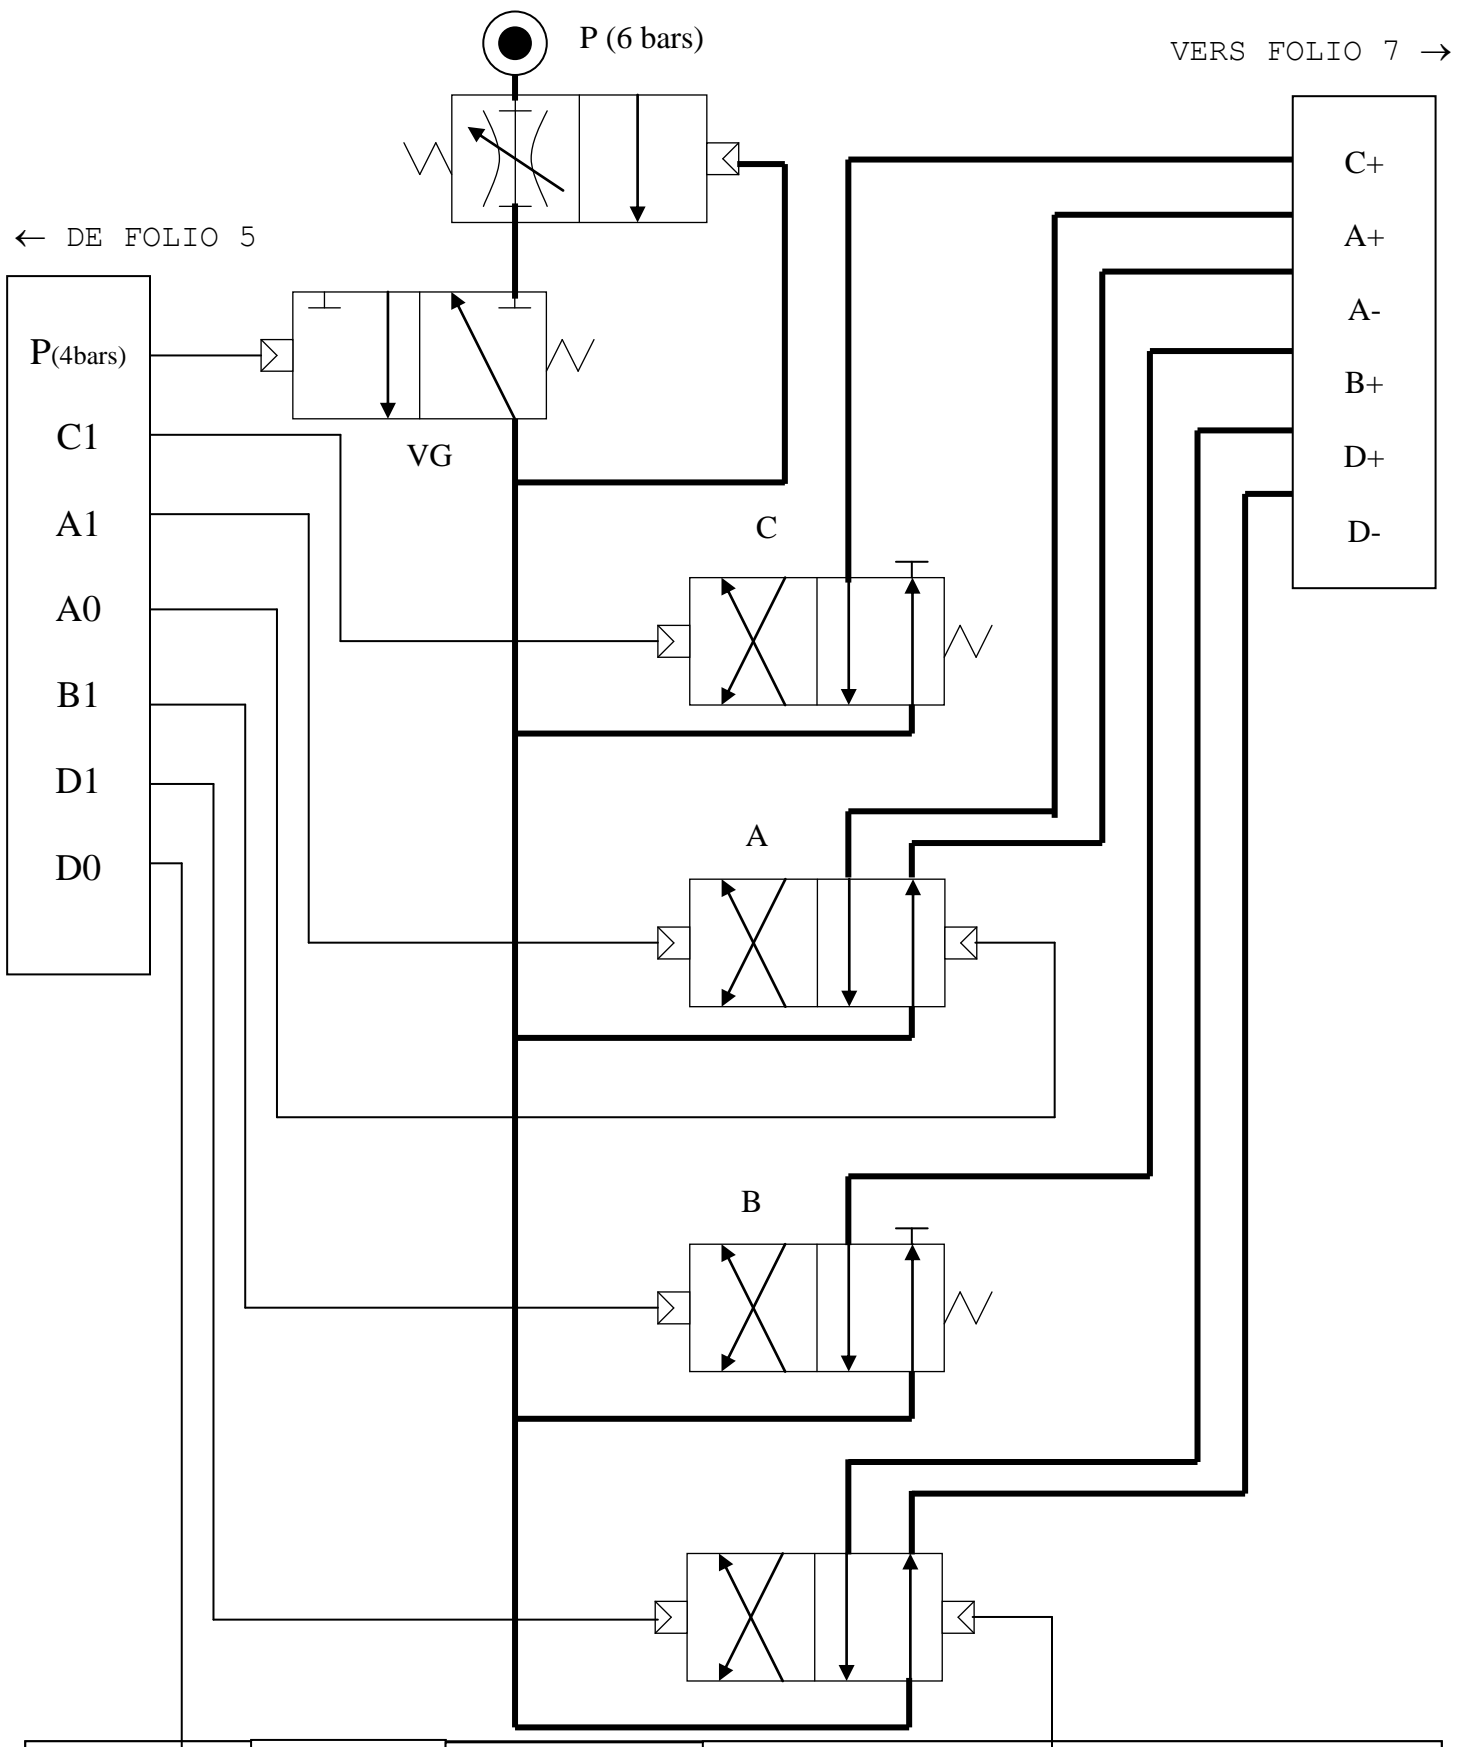 P (6 bars)
VERS FOLIO 7 →
← DE FOLIO 5
P(4bars)
C1
A1
A0
B1
D1
D0
VG
C
A
B
C+
A+
A-
B+
D+
D-